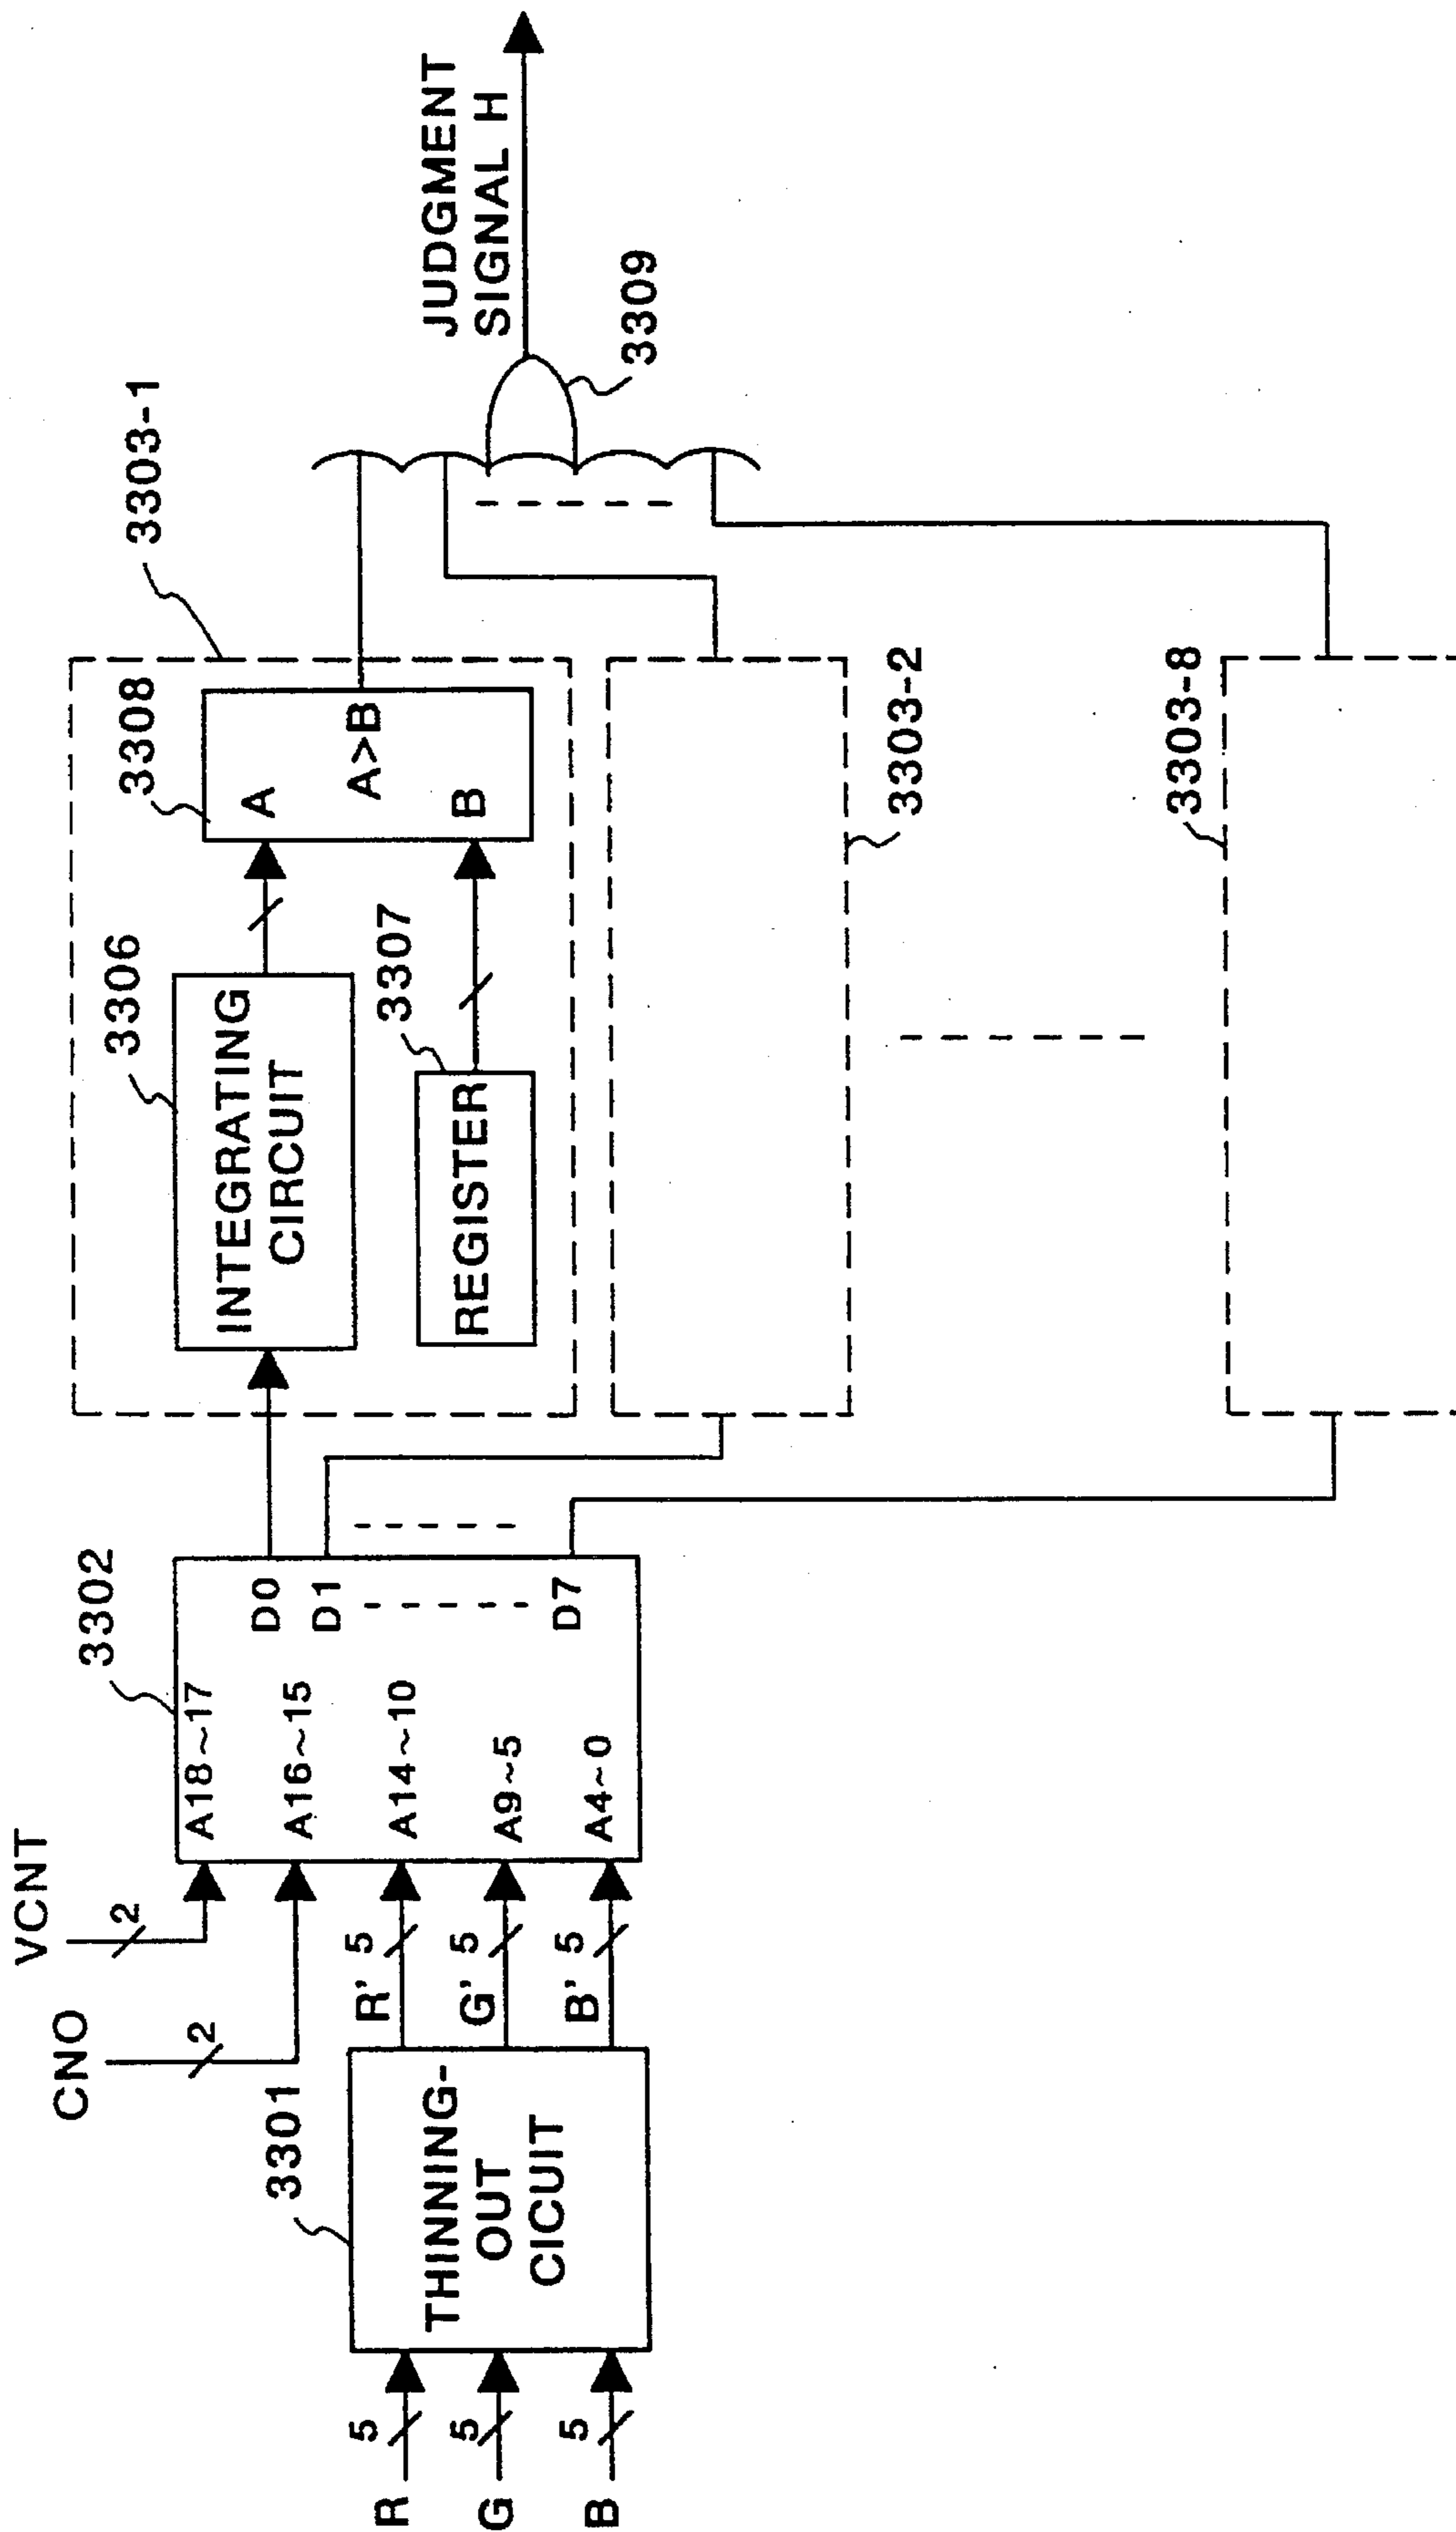 VCNT
2
CNO
2
R
5
G
5
B
5
3301
THINNING-
OUT
CICUIT
R' 5
G' 5
B' 5
3302
A18~17
A16~15
A14~10
A9~5
A4~0
D0
D1
D7
3303-1
3306
INTEGRATING
CIRCUIT
3307
REGISTER
3308
A
A>B
B
3303-2
3303-8
3309
JUDGMENT
SIGNAL H